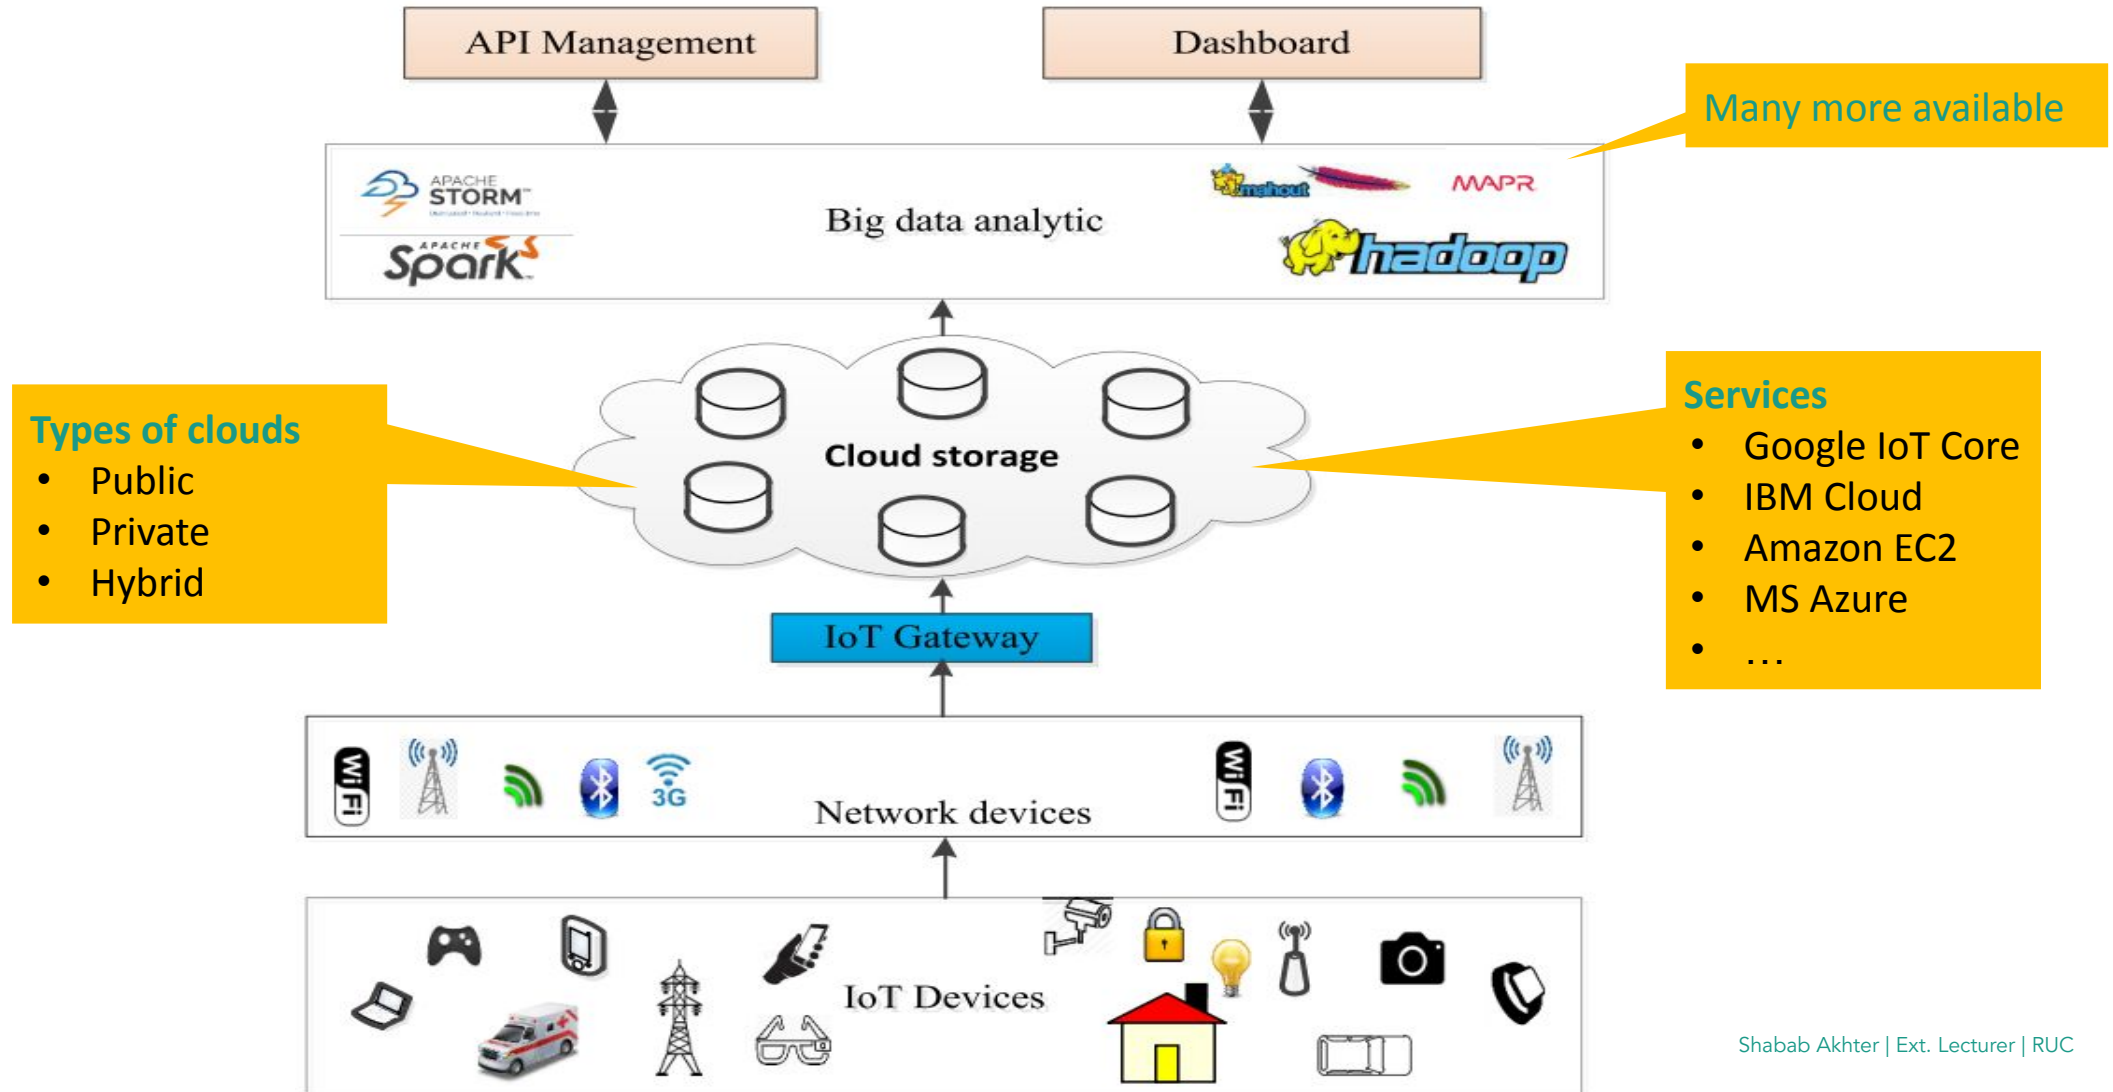 API Management
Dashboard
Many more available
APACHE
STORM™
mahout
MAPR
Big data analytic
APACHE
Spark™
hadoop
Types of clouds
• Public
• Private
• Hybrid
Cloud storage
Services
• Google IoT Core
• IBM Cloud
• Amazon EC2
• MS Azure
• …
IoT Gateway
WiFi
3G
WiFi
Network devices
IoT Devices
Shabab Akhter | Ext. Lecturer | RUC